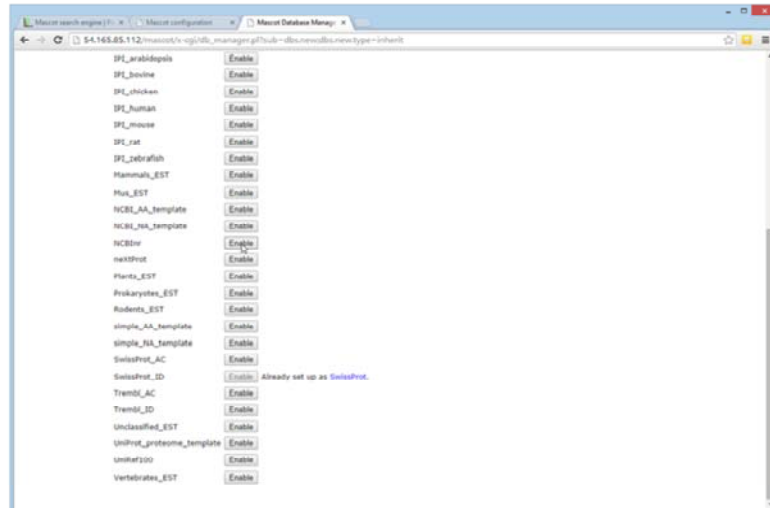 Mascot search engine | Pr
Mascot configuration
Mascot Database Manage
54.165.85.112/mascot/x-cgi/db_manager.pl?sub=dbs.new&dbs.new.type=inherit
IPI_arabidopsis Enable
IPI_bovine Enable
IPI_chicken Enable
IPI_human Enable
IPI_mouse Enable
IPI_rat Enable
IPI_zebrafish Enable
Mammals_EST Enable
Mus_EST Enable
NCBI_AA_template Enable
NCBI_NA_template Enable
NCBInr Enable
neXtProt Enable
Plants_EST Enable
Prokaryotes_EST Enable
Rodents_EST Enable
simple_AA_template Enable
simple_NA_template Enable
SwissProt_AC Enable
SwissProt_ID Enable Already set up as SwissProt.
Trembl_AC Enable
Trembl_ID Enable
Unclassified_EST Enable
UniProt_proteome_template Enable
UniRef100 Enable
Vertebrates_EST Enable